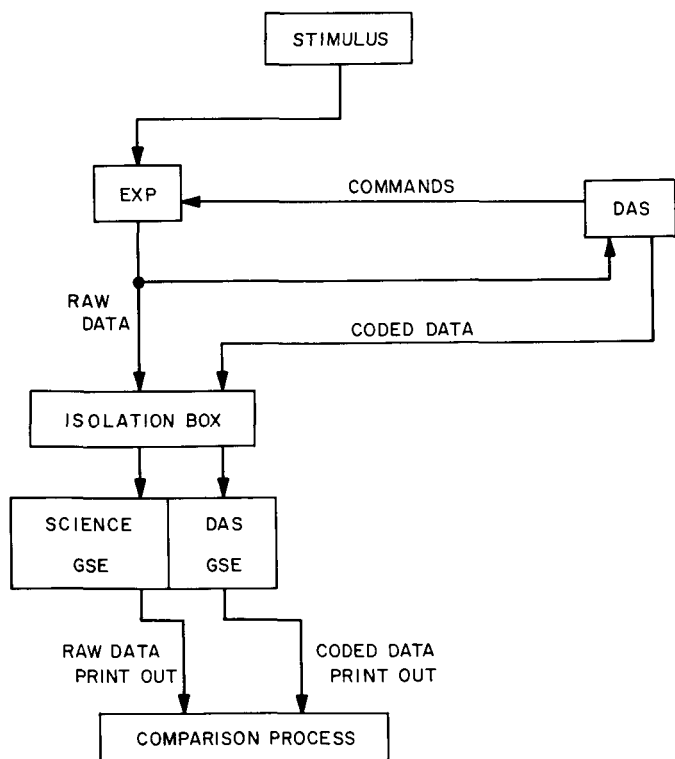 STIMULUS
EXP
COMMANDS
DAS
RAW
DATA
CODED DATA
ISOLATION BOX
SCIENCE
GSE
DAS
GSE
RAW DATA
PRINT OUT
CODED DATA
PRINT OUT
COMPARISON PROCESS